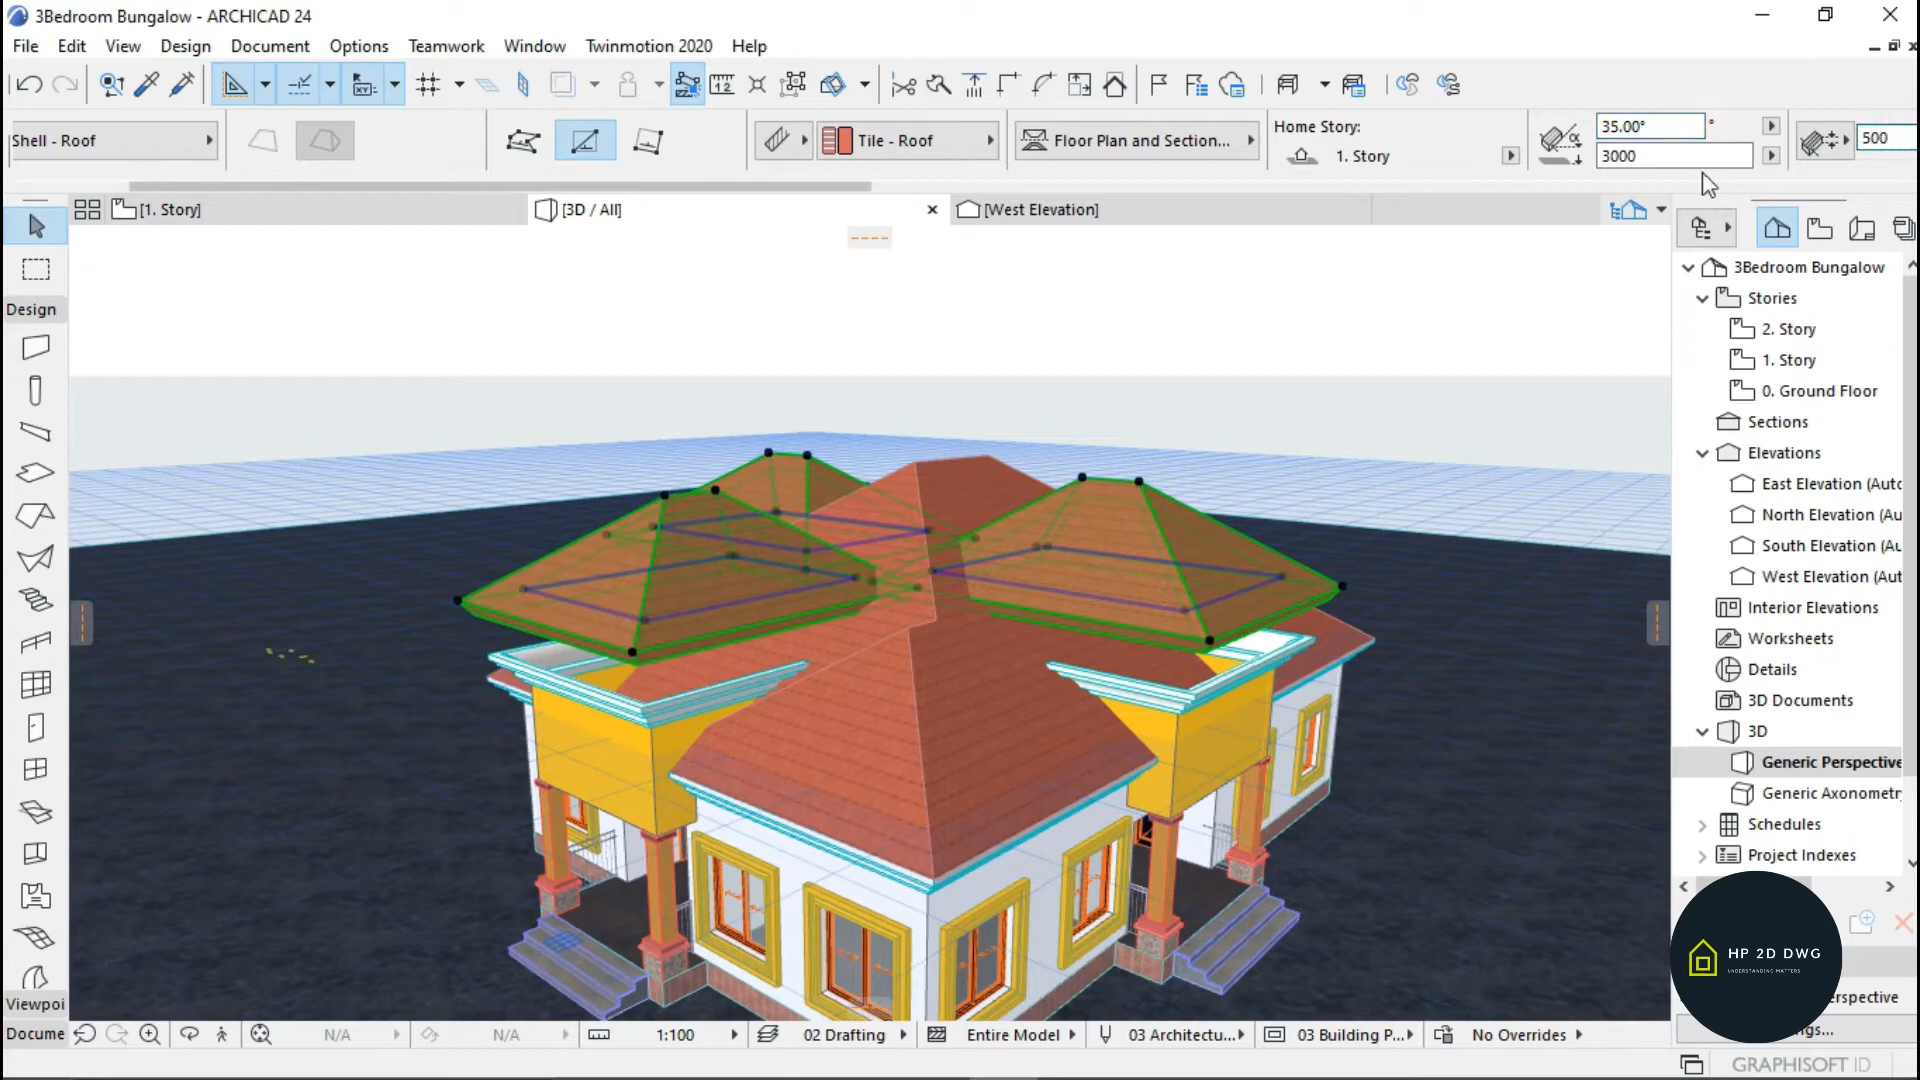 3Bedroom Bungalow - ARCHICAD 24
File Edit View Design Document Options Teamwork Window Twinmotion 2020 Help
Shell - Roof
Tile - Roof
Floor Plan and Section...
Home Story:
1. Story
35.00°
°
3000
500
[1. Story]
[3D / All]
[West Elevation]
Design
3Bedroom Bungalow
Stories
2. Story
1. Story
0. Ground Floor
Sections
Elevations
East Elevation (Auto
North Elevation (Au
South Elevation (Au
West Elevation (Aut
Interior Elevations
Worksheets
Details
3D Documents
3D
Generic Perspective
Generic Axonometr
Schedules
Project Indexes
HP 2D DWG
UNDERSTANDING MATTERS
erspective
ngs...
Viewpoi
Docume
N/A
N/A
1:100
02 Drafting
Entire Model
03 Architectu...
03 Building P...
No Overrides
GRAPHISOFT ID